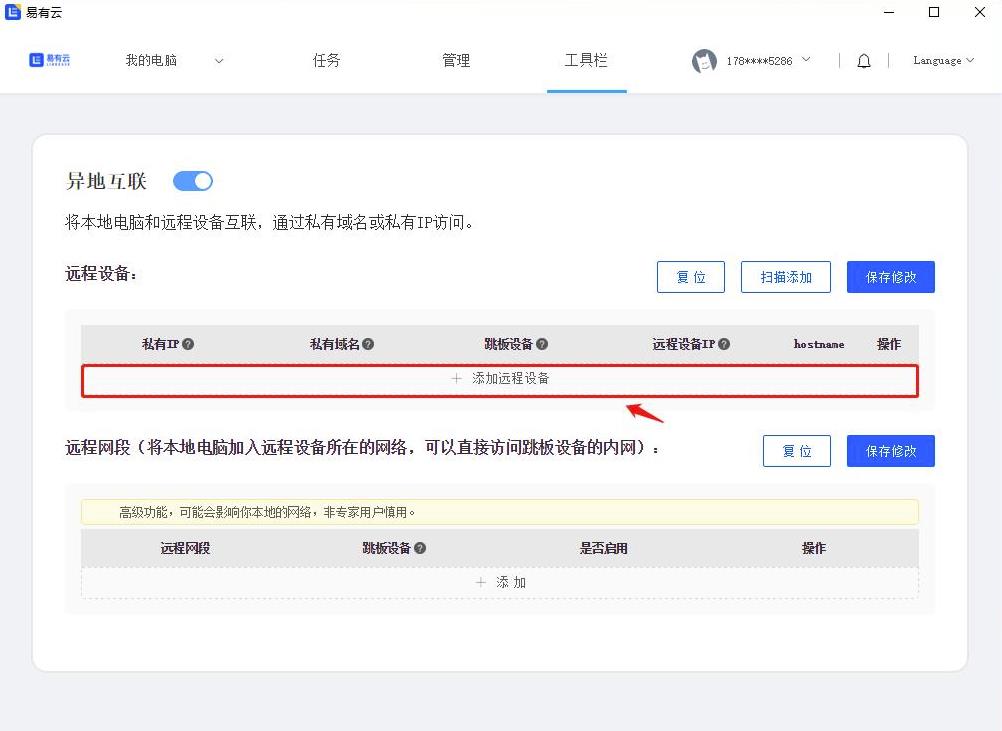 易有云
易有云
LINKEASE
我的电脑
任务
管理
工具栏
178****5286
Language
异地互联
将本地电脑和远程设备互联，通过私有域名或私有IP访问。
远程设备：
复 位
扫描添加
保存修改
私有IP
私有域名
跳板设备
远程设备IP
hostname
操作
+ 添加远程设备
远程网段（将本地电脑加入远程设备所在的网络，可以直接访问跳板设备的内网）：
复 位
保存修改
高级功能，可能会影响你本地的网络，非专家用户慎用。
远程网段
跳板设备
是否启用
操作
+ 添 加